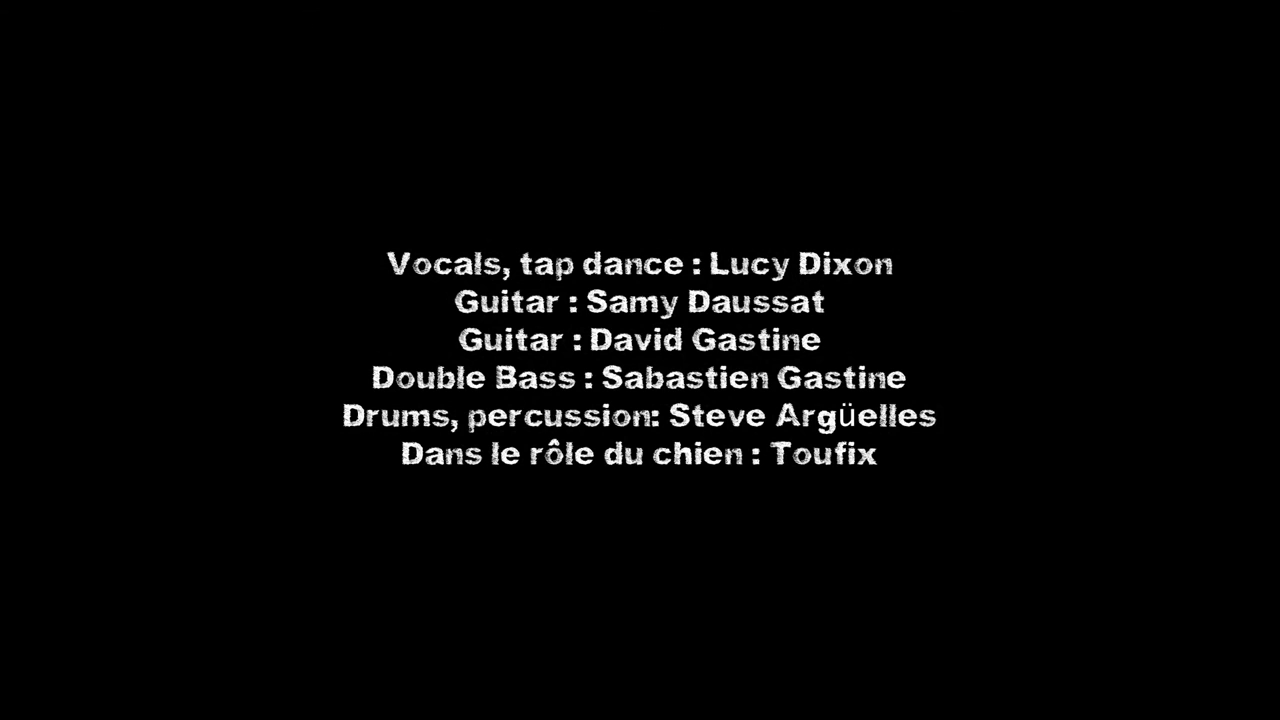 Vocals, tap dance : Lucy Dixon
Guitar : Samy Daussat
Guitar : David Gastine
Double Bass : Sabastien Gastine
Drums, percussion: Steve Argüelles
Dans le rôle du chien : Toufix